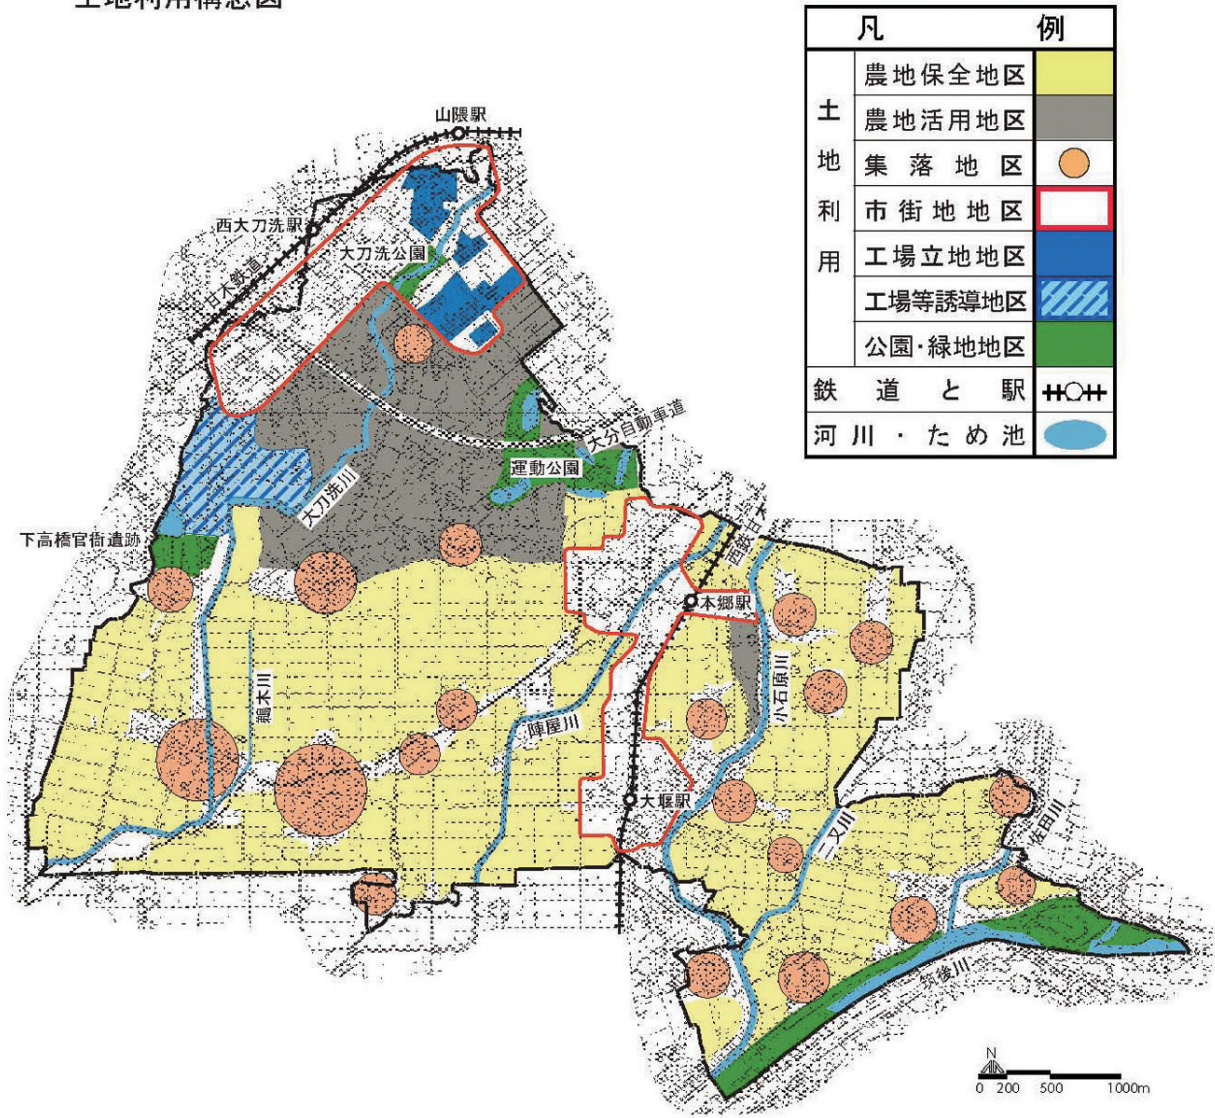 土地利用構想図
凡例
土地利用
農地保全地区
農地活用地区
集落地区
市街地地区
工場立地地区
工場等誘導地区
公園・緑地地区
鉄道と駅
河川・ため池
山隈駅
西大刀洗駅
甘木鉄道
大刀洗公園
大分自動車道
運動公園
大刀洗川
下高橋官衙遺跡
西鉄甘木
本郷駅
小石原川
鵜木川
陣屋川
大堰駅
二又川
佐田川
筑後川
N
0 200 500 1000m